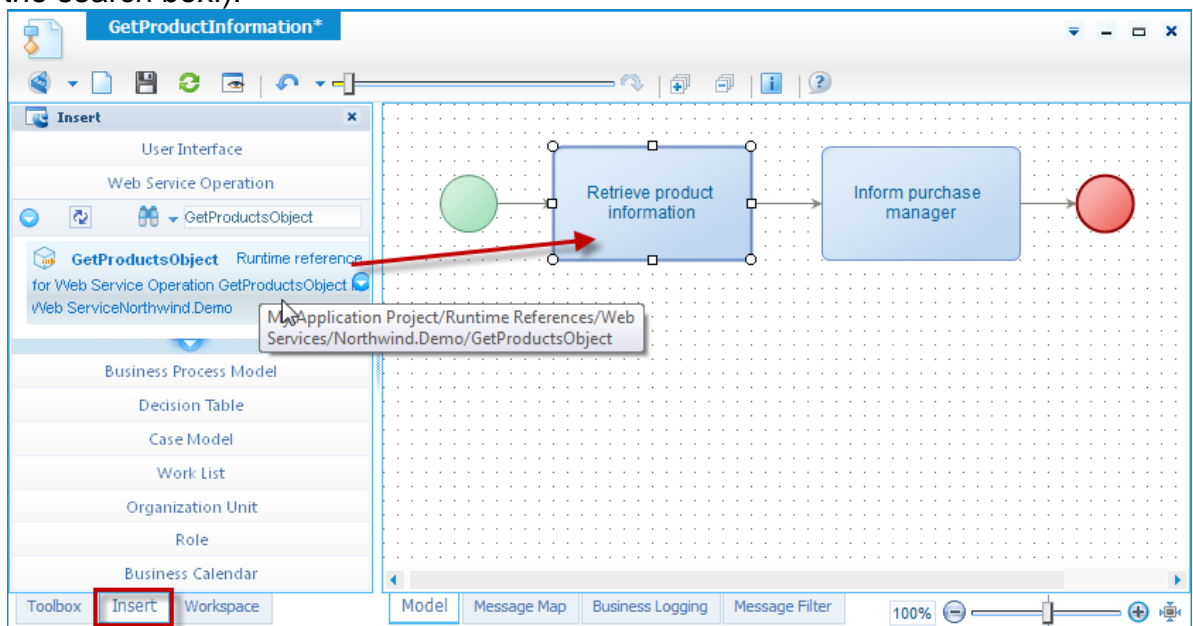 the search box.).
GetProductInformation*
Insert
User Interface
Web Service Operation
GetProductsObject
GetProductsObject Runtime reference
for Web Service Operation GetProductsObject
Web ServiceNorthwind.Demo
My Application Project/Runtime References/Web
Services/Northwind.Demo/GetProductsObject
Business Process Model
Decision Table
Case Model
Work List
Organization Unit
Role
Business Calendar
Toolbox Insert Workspace
Retrieve product
information
Inform purchase
manager
Model Message Map Business Logging Message Filter
100%